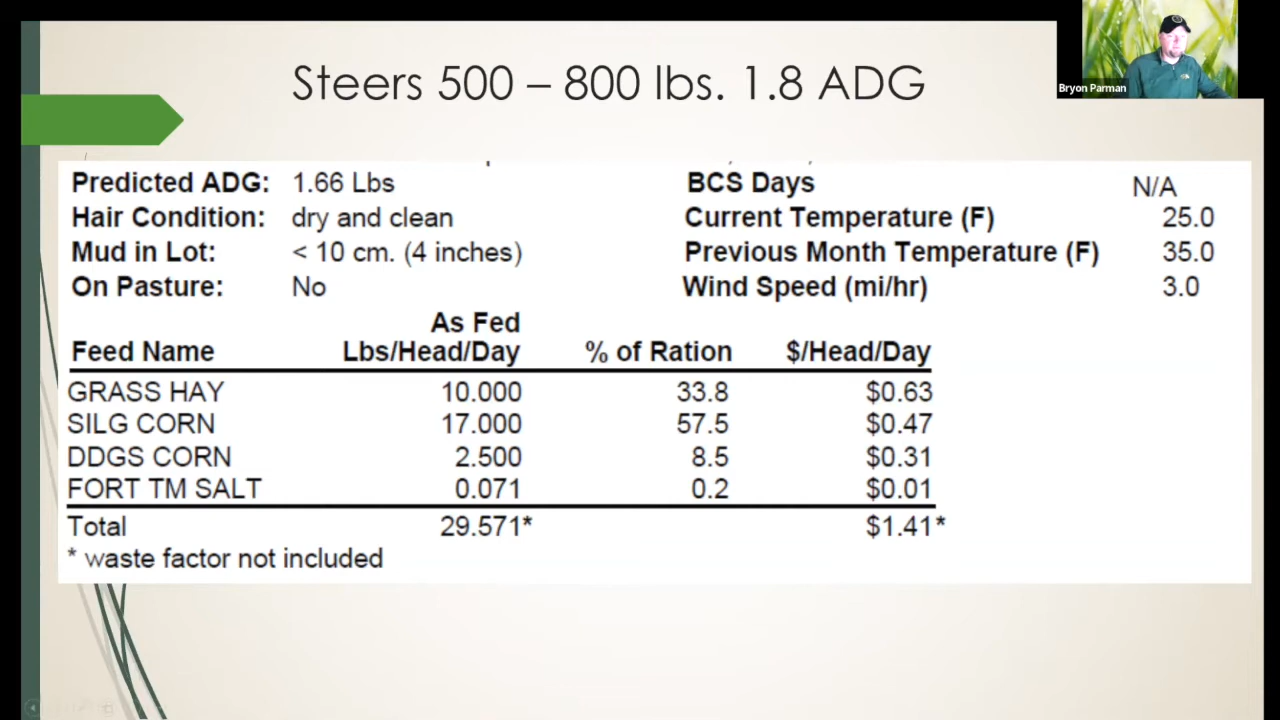 Steers 500 – 800 lbs. 1.8 ADG
Bryon Parman
Predicted ADG: 1.66 Lbs BCS Days N/A
Hair Condition: dry and clean Current Temperature (F) 25.0
Mud in Lot: < 10 cm. (4 inches) Previous Month Temperature (F) 35.0
On Pasture: No Wind Speed (mi/hr) 3.0
As Fed
Feed Name Lbs/Head/Day % of Ration $/Head/Day
GRASS HAY 10.000 33.8 $0.63
SILG CORN 17.000 57.5 $0.47
DDGS CORN 2.500 8.5 $0.31
FORT TM SALT 0.071 0.2 $0.01
Total 29.571* $1.41*
* waste factor not included